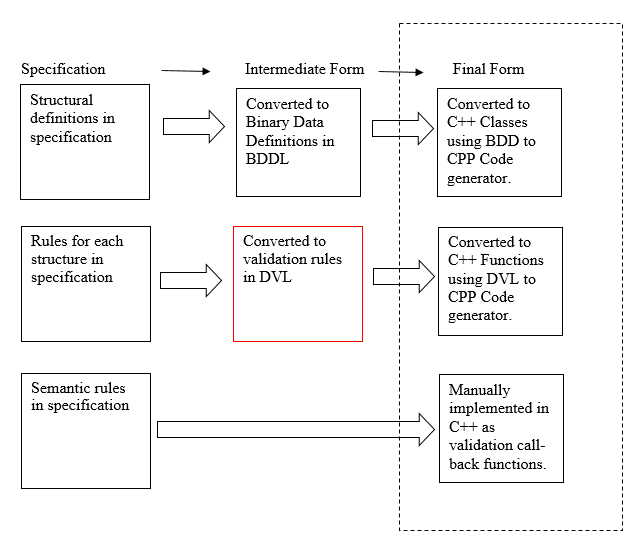 Specification
Intermediate Form
Final Form
Structural
definitions in
specification
Converted to
Binary Data
Definitions in
BDDL
Converted to
C++ Classes
using BDD to
CPP Code
generator.
Rules for each
structure in
specification
Converted to
validation rules
in DVL
Converted to
C++ Functions
using DVL to
CPP Code
generator.
Semantic rules
in specification
Manually
implemented in
C++ as
validation call-
back functions.